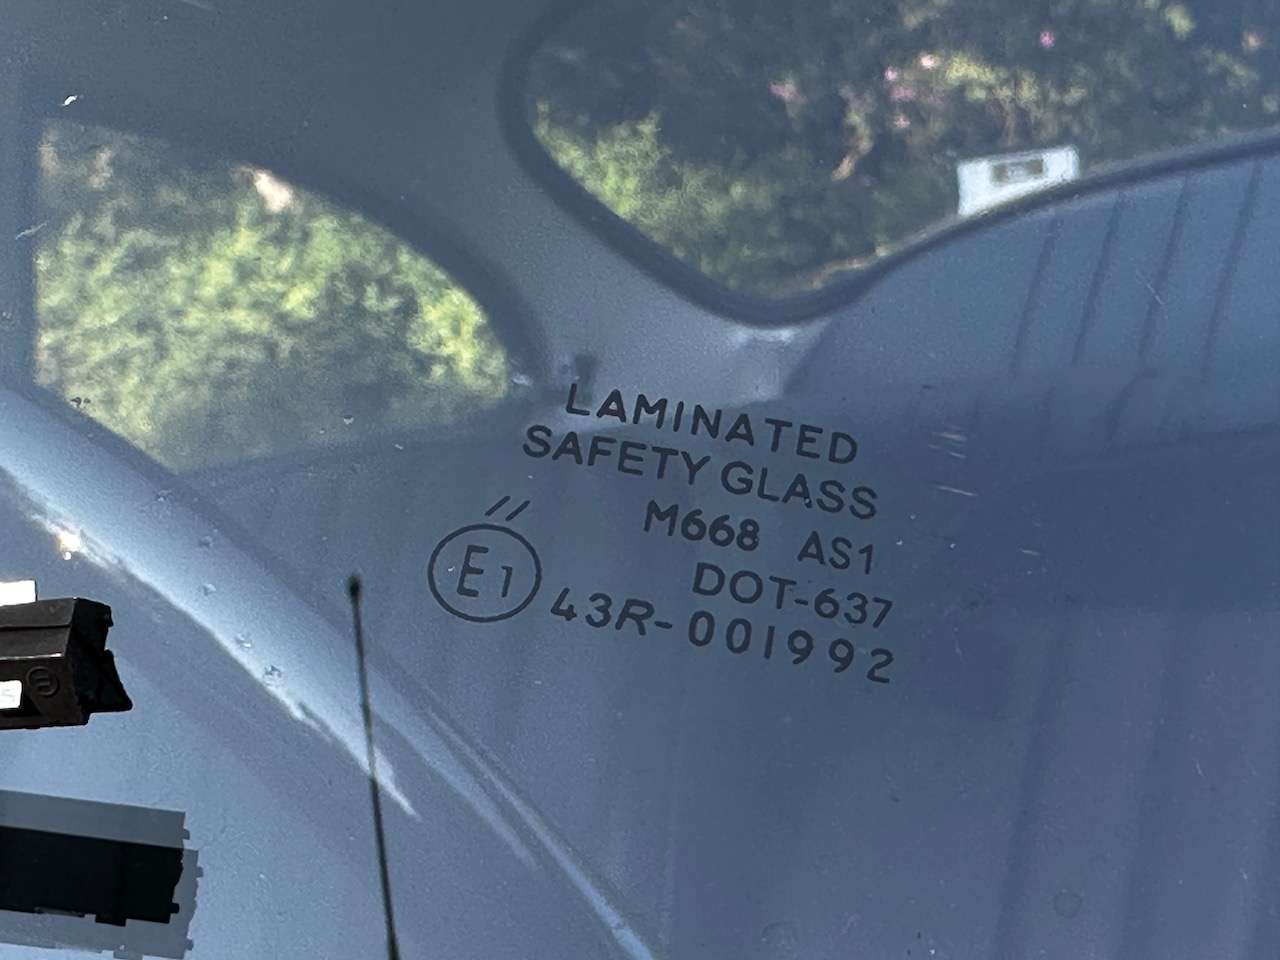 LAMINATED
SAFETY GLASS
M668 AS1
DOT-637
//
E1
43R-001992